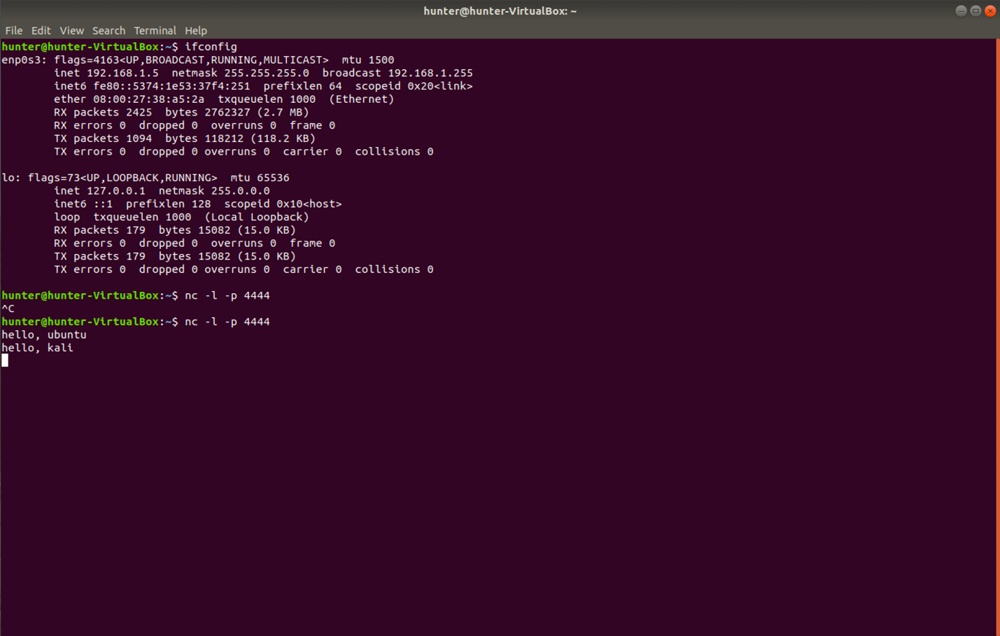 hunter@hunter-VirtualBox: ~
File Edit View Search Terminal Help
hunter@hunter-VirtualBox:~$ ifconfig
enp0s3: flags=4163<UP,BROADCAST,RUNNING,MULTICAST>  mtu 1500
        inet 192.168.1.5  netmask 255.255.255.0  broadcast 192.168.1.255
        inet6 fe80::5374:1e53:37f4:251  prefixlen 64  scopeid 0x20<link>
        ether 08:00:27:38:a5:2a  txqueuelen 1000  (Ethernet)
        RX packets 2425  bytes 2762327 (2.7 MB)
        RX errors 0  dropped 0  overruns 0  frame 0
        TX packets 1094  bytes 118212 (118.2 KB)
        TX errors 0  dropped 0 overruns 0  carrier 0  collisions 0

lo: flags=73<UP,LOOPBACK,RUNNING>  mtu 65536
        inet 127.0.0.1  netmask 255.0.0.0
        inet6 ::1  prefixlen 128  scopeid 0x10<host>
        loop  txqueuelen 1000  (Local Loopback)
        RX packets 179  bytes 15082 (15.0 KB)
        RX errors 0  dropped 0  overruns 0  frame 0
        TX packets 179  bytes 15082 (15.0 KB)
        TX errors 0  dropped 0 overruns 0  carrier 0  collisions 0

hunter@hunter-VirtualBox:~$ nc -l -p 4444
^C
hunter@hunter-VirtualBox:~$ nc -l -p 4444
hello, ubuntu
hello, kali